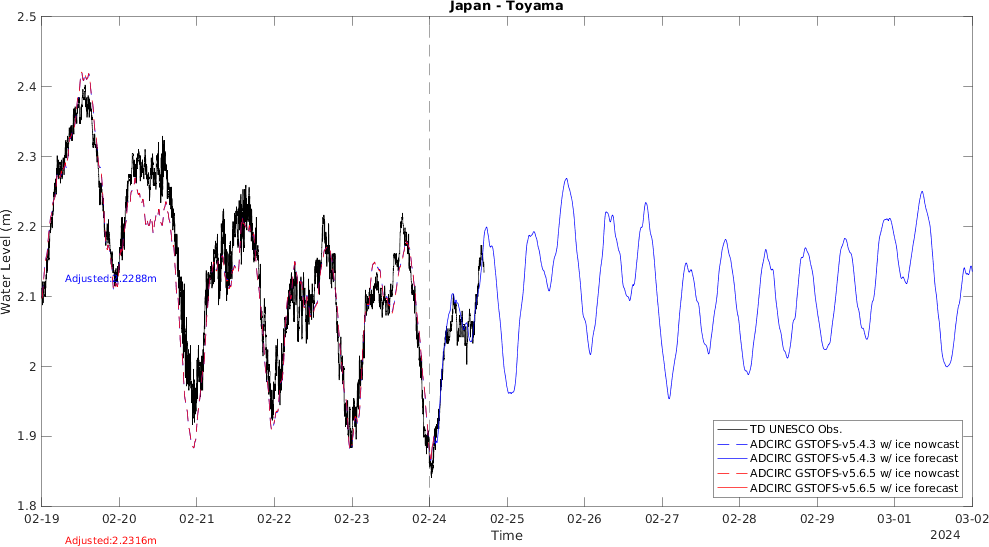 Japan - Toyama
2.5
2.4
2.3
2.2
2.1
2
1.9
1.8
Water Level (m)
Adjusted:2.2288m
TD UNESCO Obs.
ADCIRC GSTOFS-v5.4.3 w/ ice nowcast
ADCIRC GSTOFS-v5.4.3 w/ ice forecast
ADCIRC GSTOFS-v5.6.5 w/ ice nowcast
ADCIRC GSTOFS-v5.6.5 w/ ice forecast
02-19 02-20 02-21 02-22 02-23 02-24 02-25 02-26 02-27 02-28 02-29 03-01 03-02
Time
2024
Adjusted:2.2316m